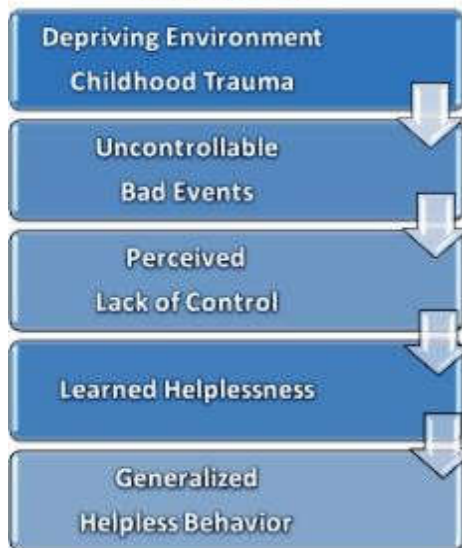 Depriving Environment
Childhood Trauma
Uncontrollable
Bad Events
Perceived
Lack of Control
Learned Helplessness
Generalized
Helpless Behavior